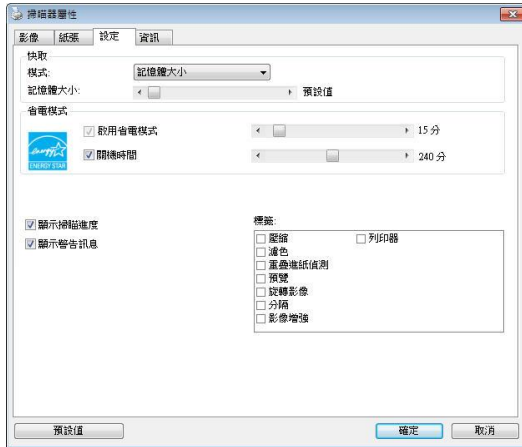 掃瞄器屬性
影像 紙張 設定 資訊
快取
模式: 記憶體大小
記憶體大小: 預設值
省電模式
啟用省電模式 15 分
關機時間 240 分
ENERGY STAR
顯示掃瞄進度
顯示警告訊息
標籤:
壓縮 列印器
濾色
重疊進紙偵測
預覽
旋轉影像
分隔
影像增強
預設值 確定 取消